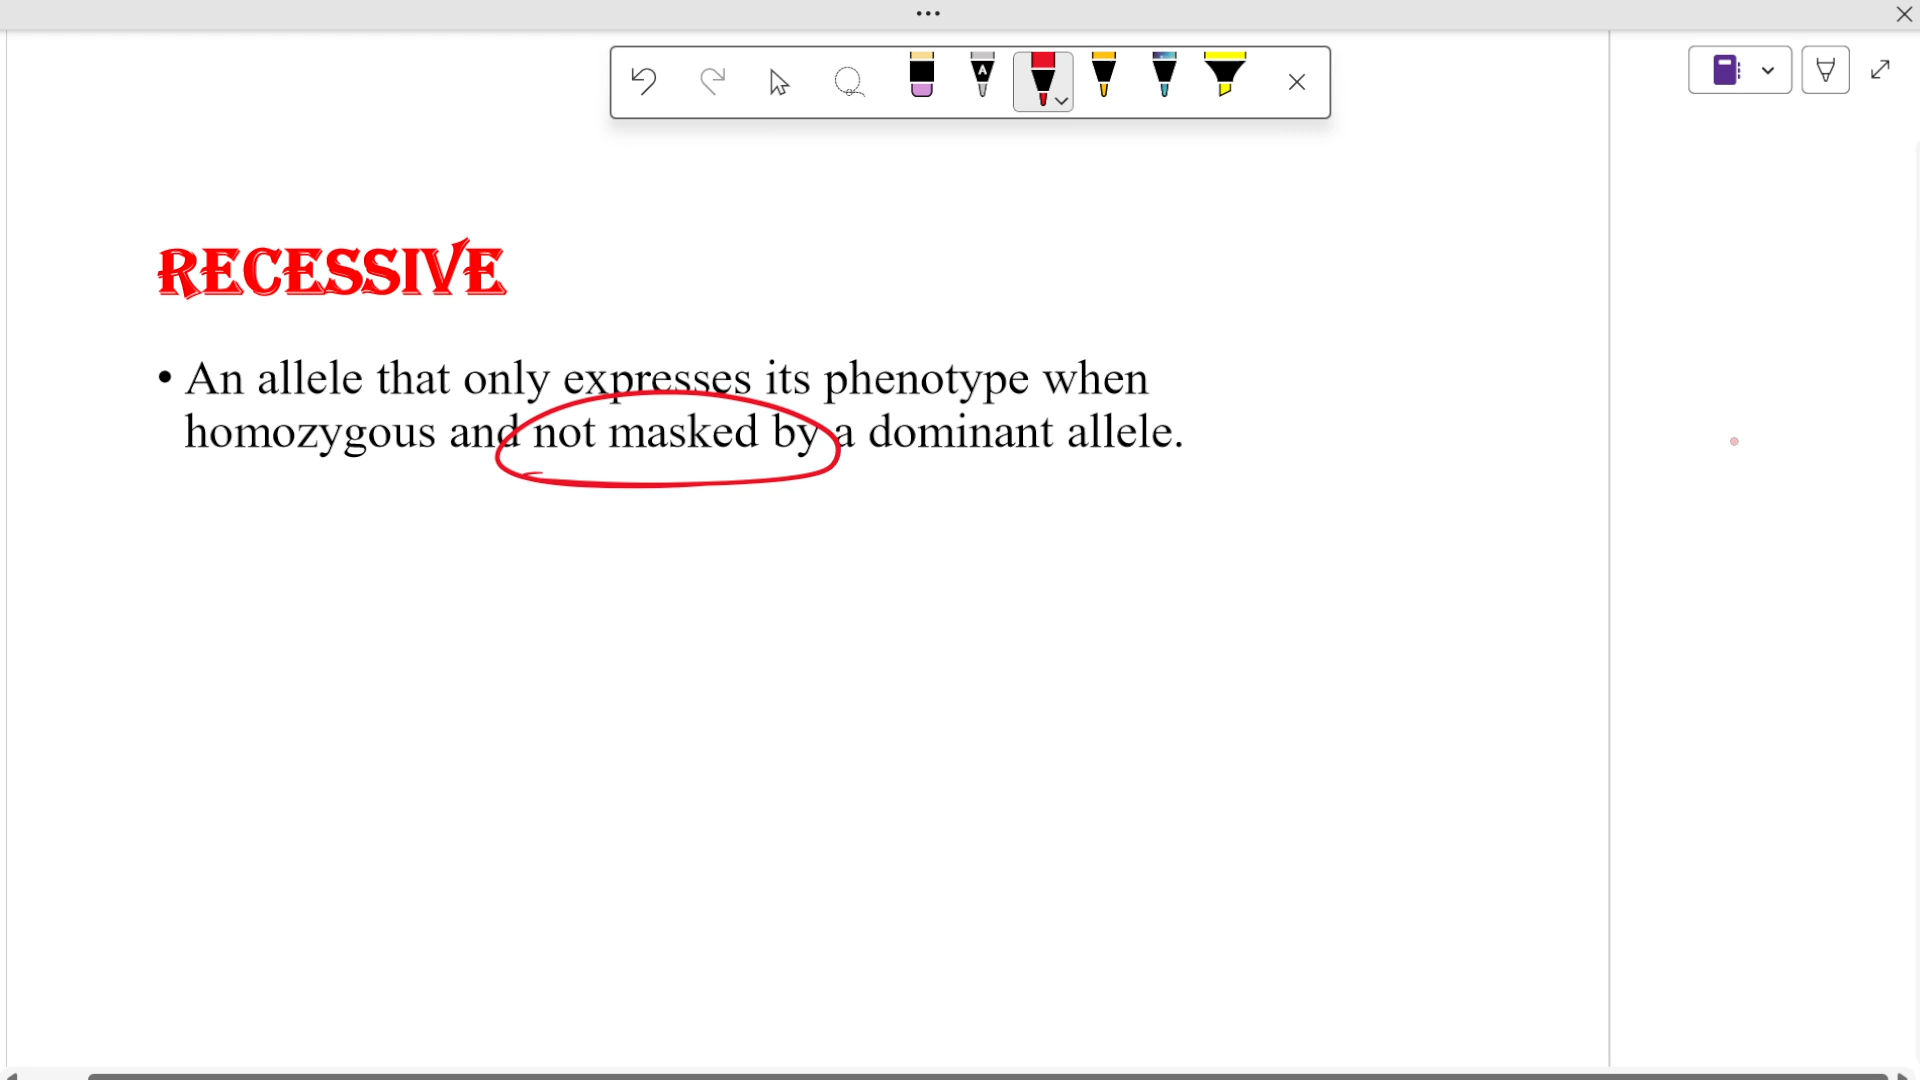 RECESSIVE
• An allele that only expresses its phenotype when
homozygous and not masked by a dominant allele.